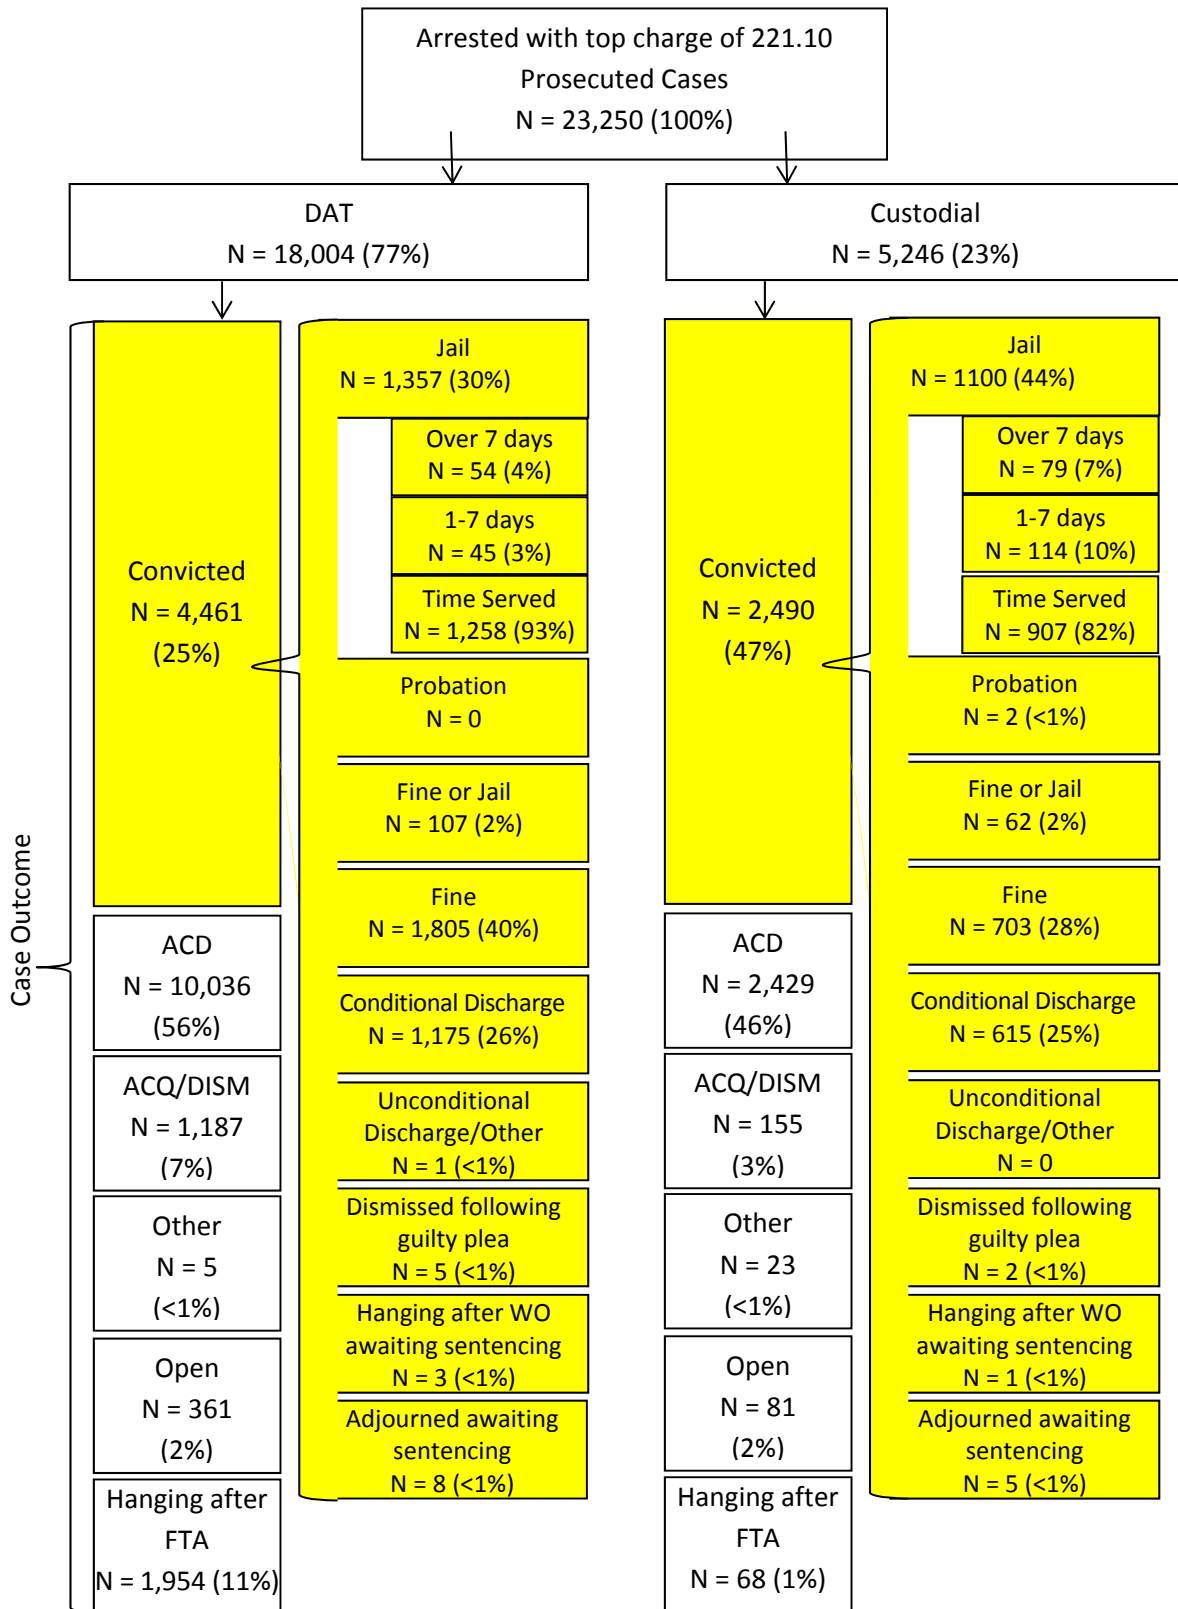 Arrested with top charge of 221.10
Prosecuted Cases
N = 23,250 (100%)
DAT
N = 18,004 (77%)
Custodial
N = 5,246 (23%)
Case Outcome
Convicted
N = 4,461
(25%)
ACD
N = 10,036
(56%)
ACQ/DISM
N = 1,187
(7%)
Other
N = 5
(<1%)
Open
N = 361
(2%)
Hanging after
FTA
N = 1,954 (11%)
Jail
N = 1,357 (30%)
Over 7 days
N = 54 (4%)
1-7 days
N = 45 (3%)
Time Served
N = 1,258 (93%)
Probation
N = 0
Fine or Jail
N = 107 (2%)
Fine
N = 1,805 (40%)
Conditional Discharge
N = 1,175 (26%)
Unconditional
Discharge/Other
N = 1 (<1%)
Dismissed following
guilty plea
N = 5 (<1%)
Hanging after WO
awaiting sentencing
N = 3 (<1%)
Adjourned awaiting
sentencing
N = 8 (<1%)
Convicted
N = 2,490
(47%)
ACD
N = 2,429
(46%)
ACQ/DISM
N = 155
(3%)
Other
N = 23
(<1%)
Open
N = 81
(2%)
Hanging after
FTA
N = 68 (1%)
Jail
N = 1100 (44%)
Over 7 days
N = 79 (7%)
1-7 days
N = 114 (10%)
Time Served
N = 907 (82%)
Probation
N = 2 (<1%)
Fine or Jail
N = 62 (2%)
Fine
N = 703 (28%)
Conditional Discharge
N = 615 (25%)
Unconditional
Discharge/Other
N = 0
Dismissed following
guilty plea
N = 2 (<1%)
Hanging after WO
awaiting sentencing
N = 1 (<1%)
Adjourned awaiting
sentencing
N = 5 (<1%)